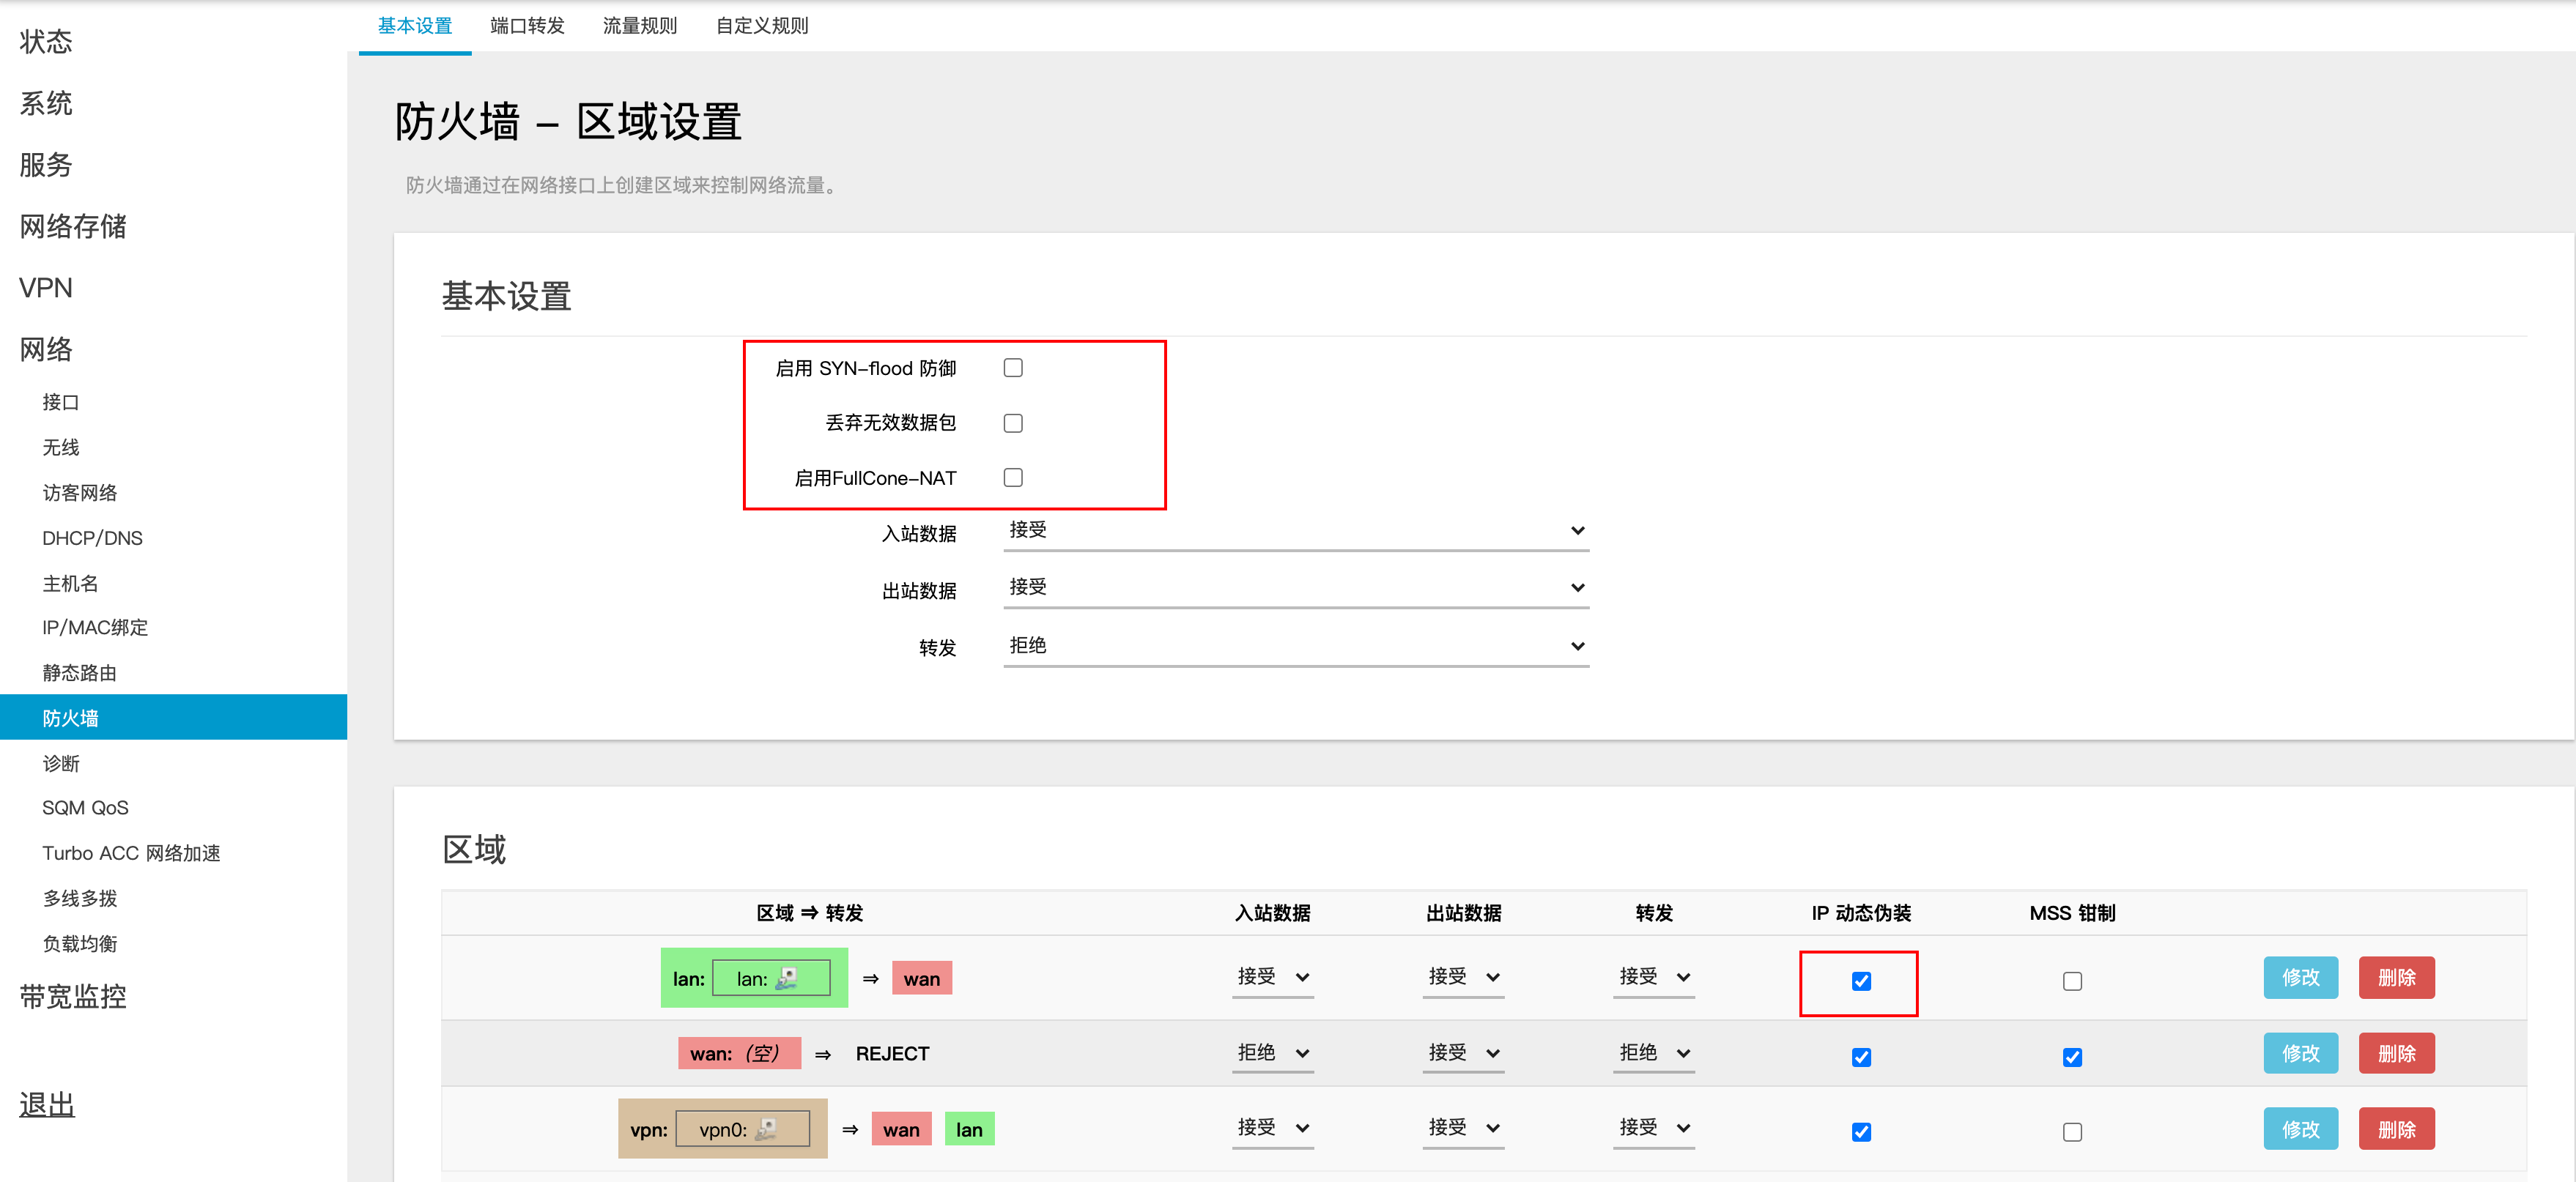 基本设置 端口转发 流量规则 自定义规则
状态
系统
服务
网络存储
VPN
网络
接口
无线
访客网络
DHCP/DNS
主机名
IP/MAC绑定
静态路由
防火墙
诊断
SQM QoS
Turbo ACC 网络加速
多线多拨
负载均衡
带宽监控
退出
防火墙 - 区域设置
防火墙通过在网络接口上创建区域来控制网络流量。
基本设置
启用 SYN-flood 防御
丢弃无效数据包
启用FullCone-NAT
入站数据 接受
出站数据 接受
转发 拒绝
区域
区域 ⇒ 转发 入站数据 出站数据 转发 IP 动态伪装 MSS 钳制
lan: lan: ⇒ wan 接受 接受 接受 修改 删除
wan: (空) ⇒ REJECT 拒绝 接受 拒绝 修改 删除
vpn: vpn0: ⇒ wan lan 接受 接受 接受 修改 删除